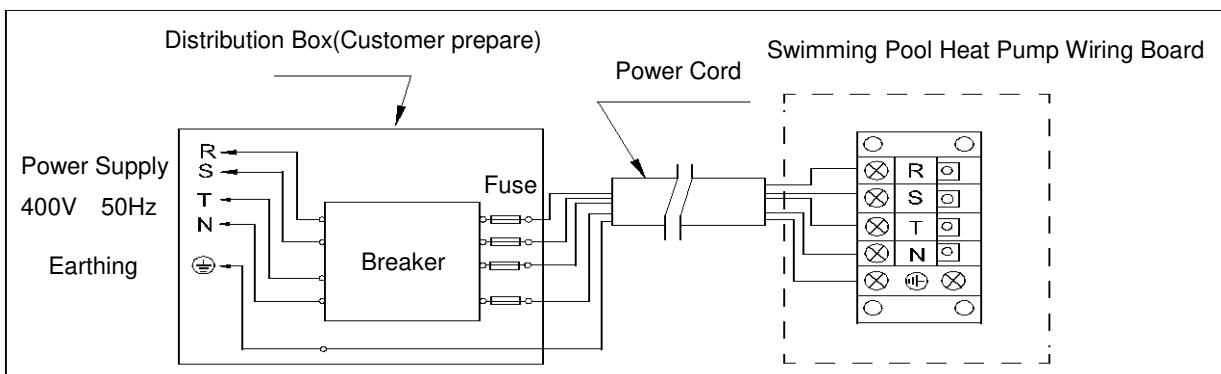 Distribution Box(Customer prepare)
Power Cord
Swimming Pool Heat Pump Wiring Board
Power Supply
400V 50Hz
Earthing
R
S
T
N
Breaker
Fuse
R
S
T
N